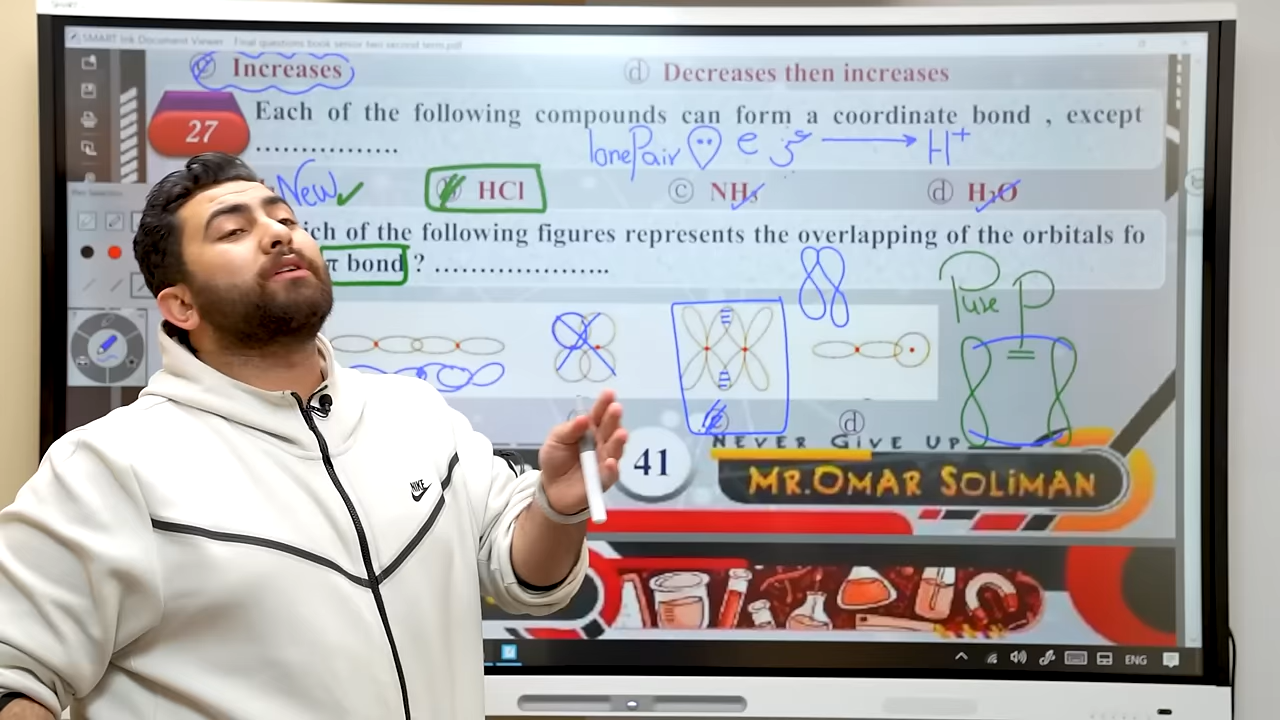 SMART Ink Document Viewer Final questions book senior two second term.pdf
Increases
d Decreases then increases
27 Each of the following compounds can form a coordinate bond , except
................
lone Pair e H+
New HCl c NH₃ d H₂O
ich of the following figures represents the overlapping of the orbitals fo
π bond ? ....................
Pure P
d
NEVER GiVE UP
41 MR.OMAR SOLiMAN
NIKE
ENG